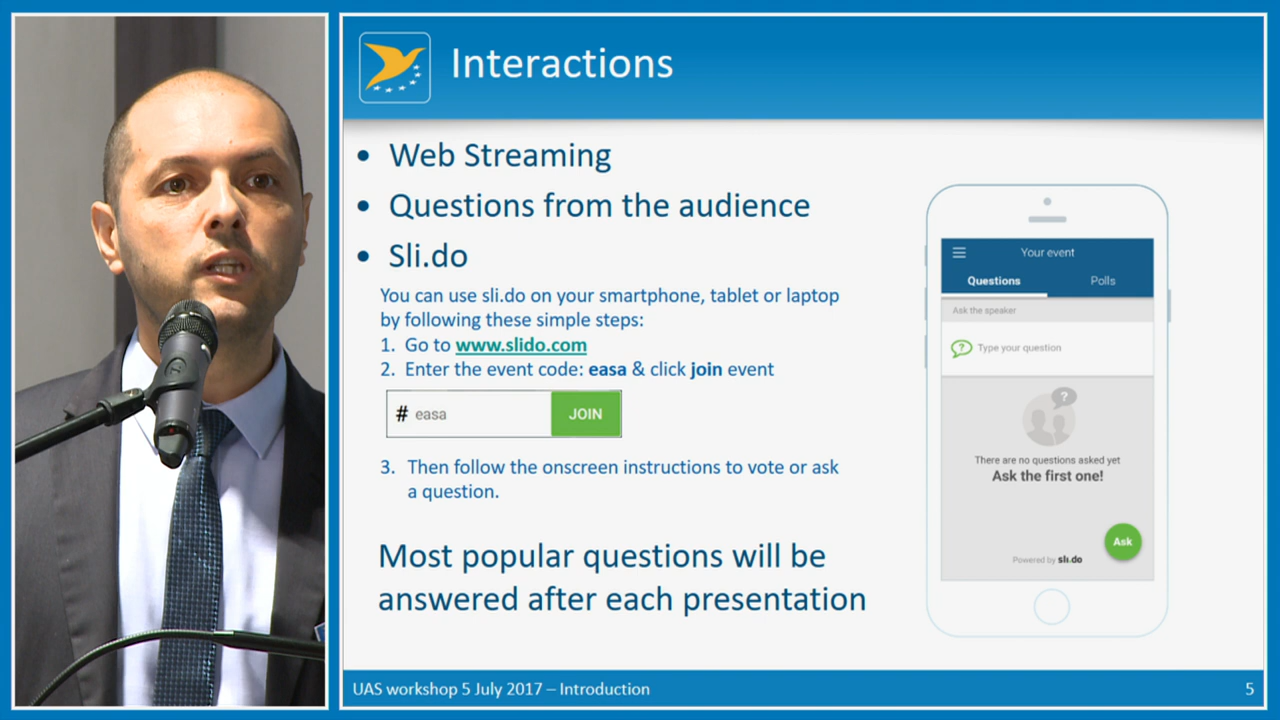 Interactions
• Web Streaming
• Questions from the audience
• Sli.do
You can use sli.do on your smartphone, tablet or laptop
by following these simple steps:
1. Go to www.slido.com
2. Enter the event code: easa & click join event
# easa JOIN
3. Then follow the onscreen instructions to vote or ask
a question.
Most popular questions will be
answered after each presentation
Your event
Questions Polls
Ask the speaker
? Type your question
?
There are no questions asked yet
Ask the first one!
Ask
Powered by sli.do
UAS workshop 5 July 2017 – Introduction 5